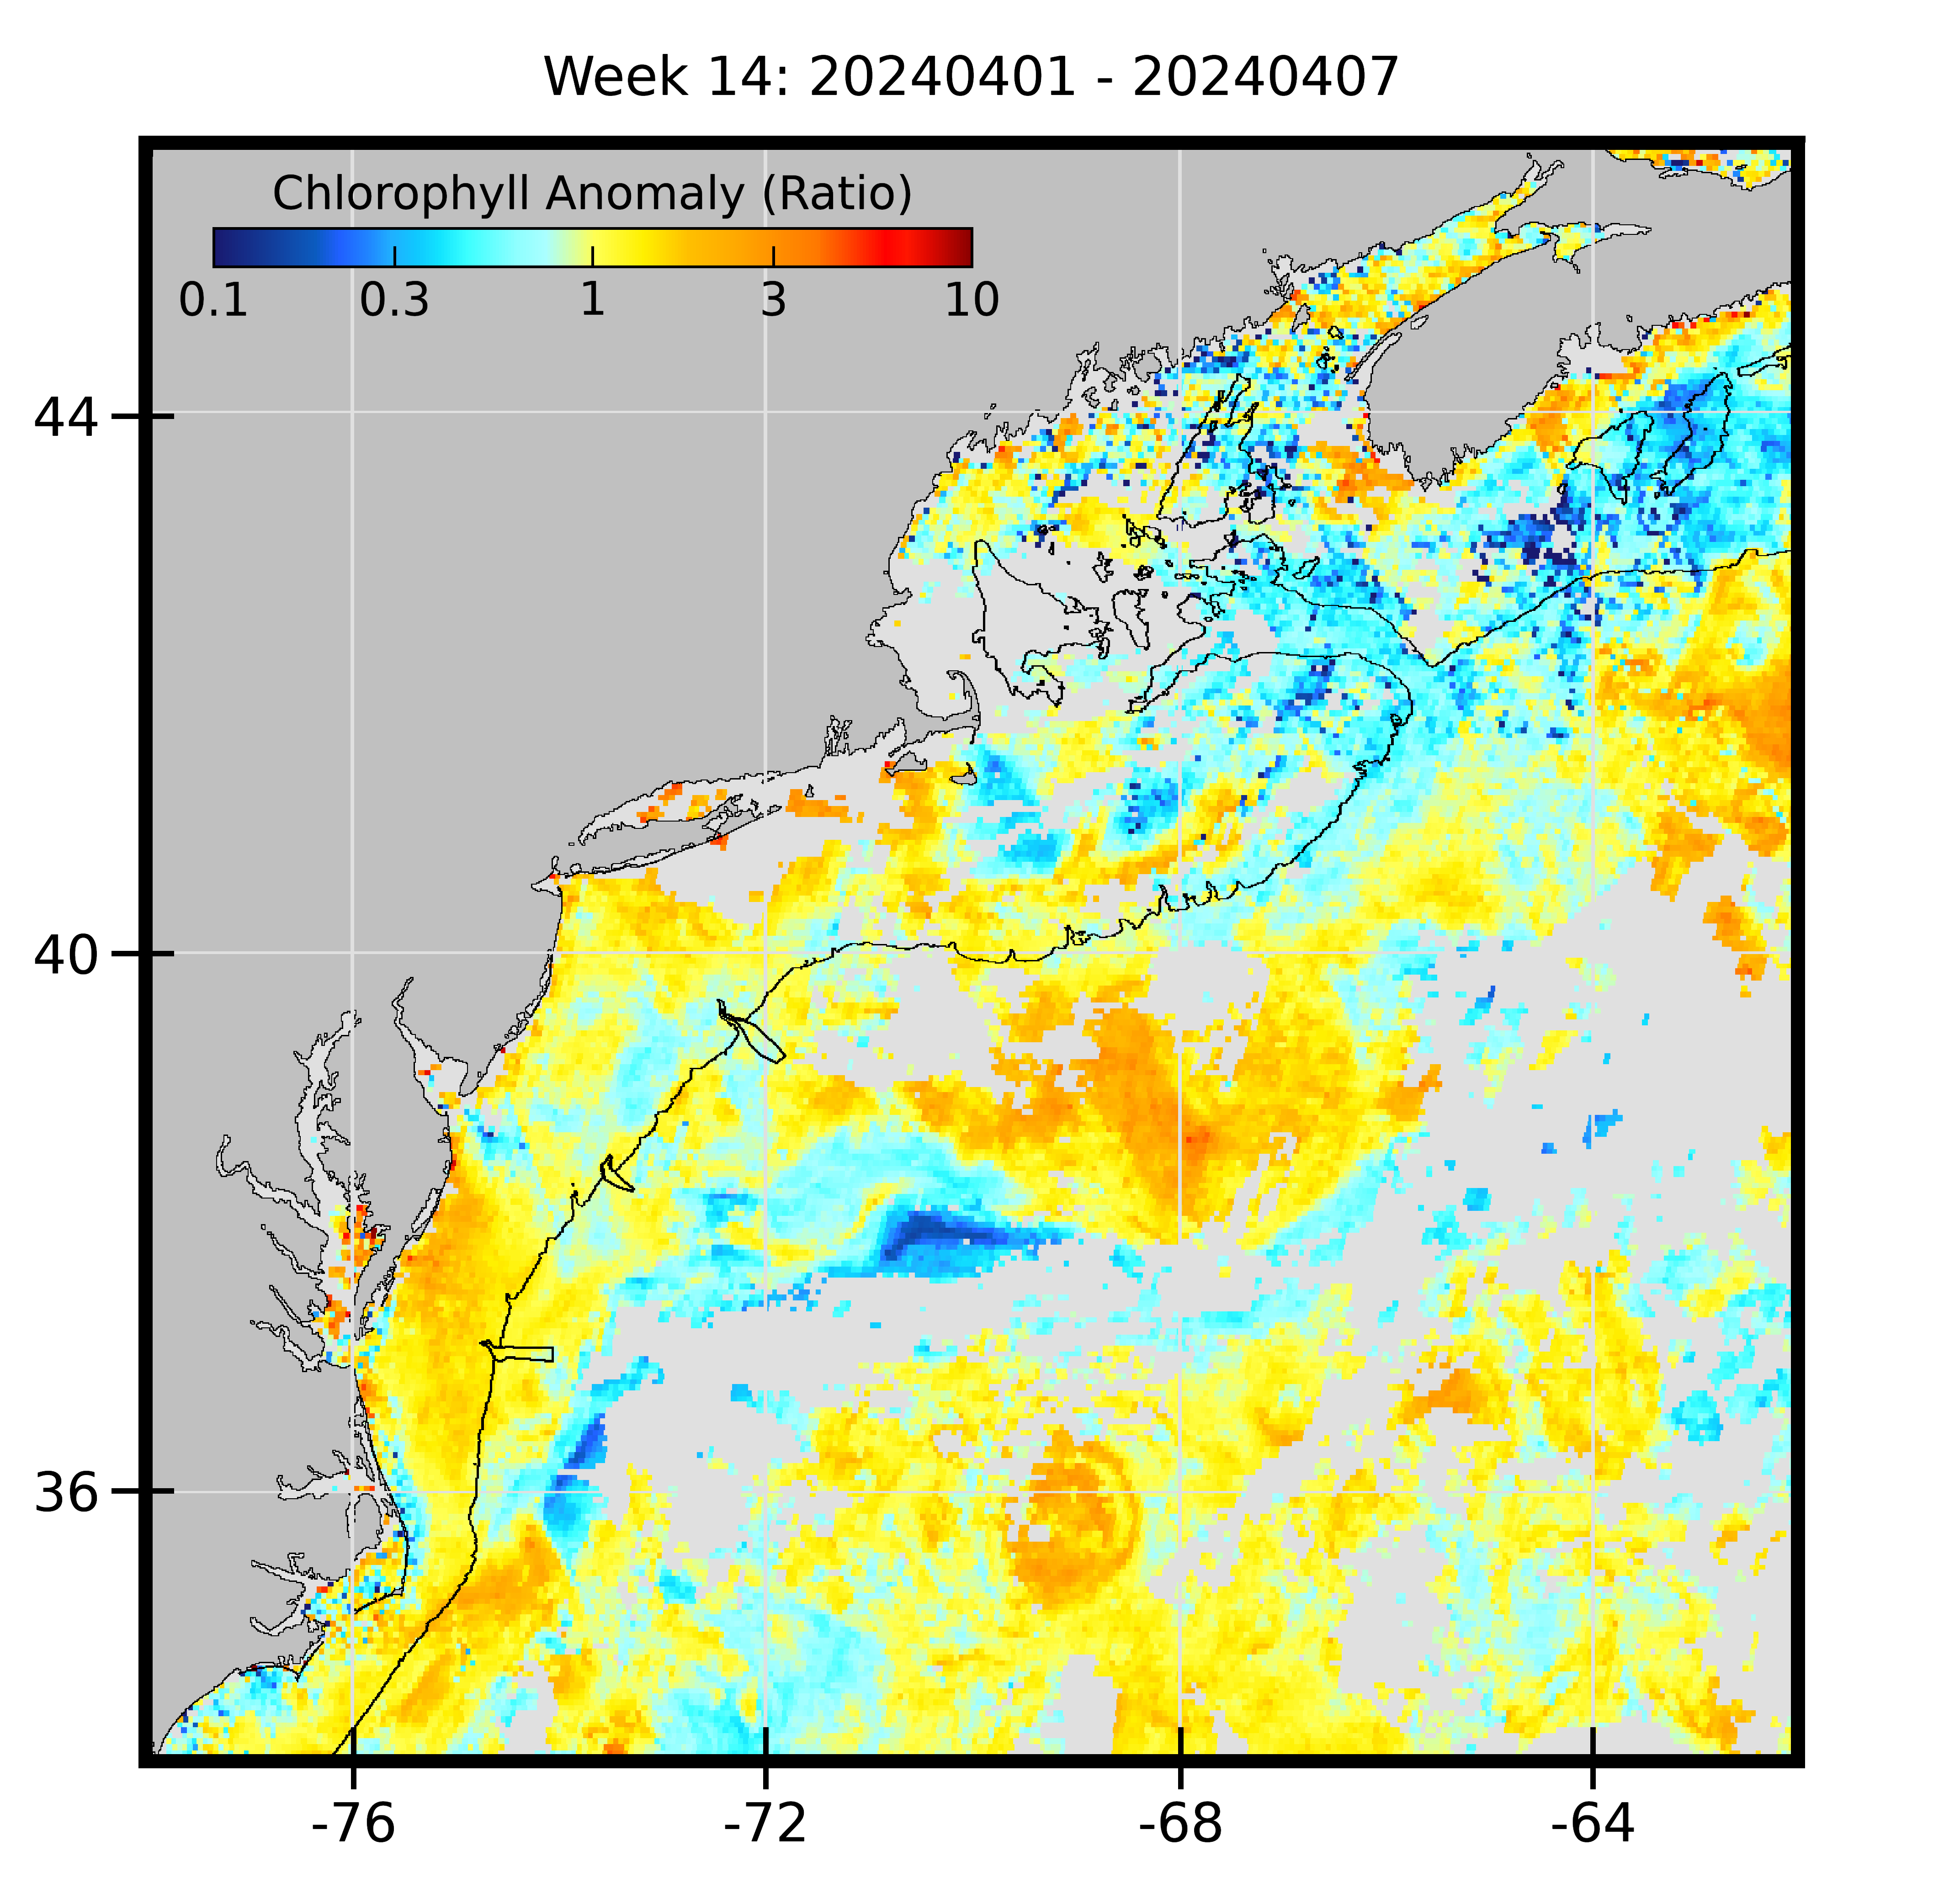 Week 14: 20240401 - 20240407
Chlorophyll Anomaly (Ratio)
0.1 0.3 1 3 10
44
40
36
-76 -72 -68 -64